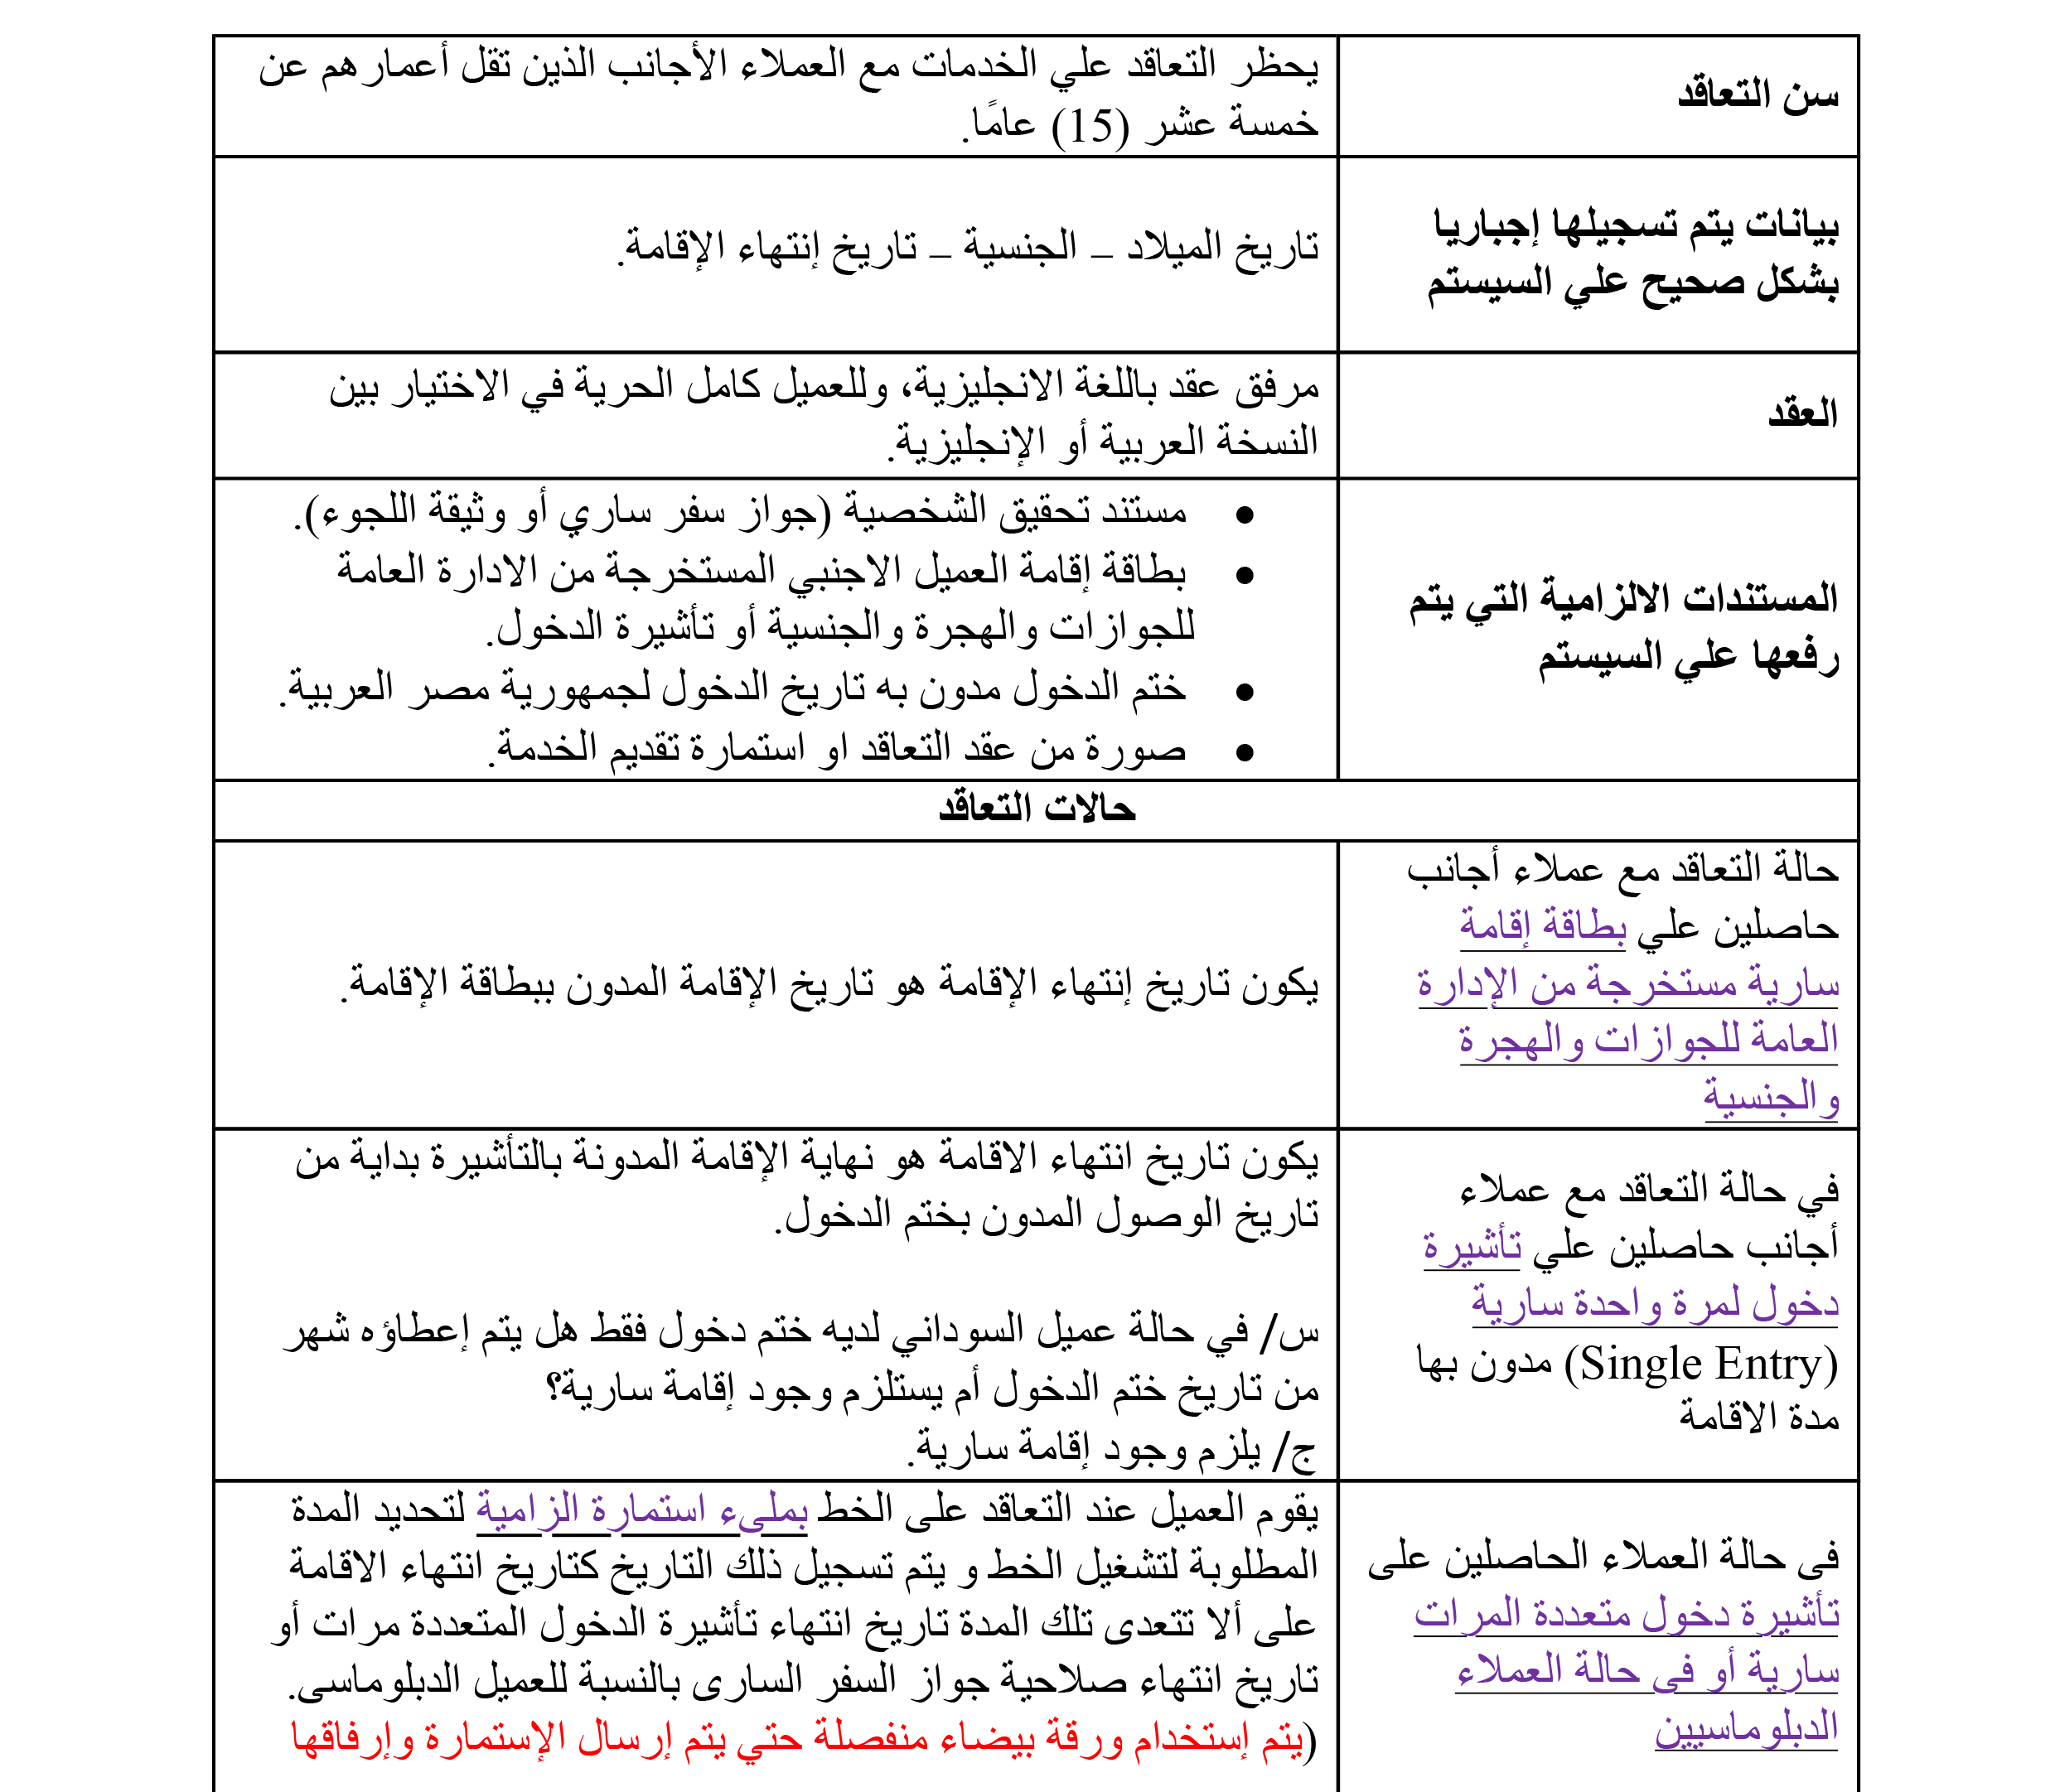 سن التعاقد
يحظر التعاقد علي الخدمات مع العملاء الأجانب الذين تقل أعمارهم عن
خمسة عشر (15) عامًا.
بيانات يتم تسجيلها إجباريا
بشكل صحيح علي السيستم
تاريخ الميلاد – الجنسية – تاريخ إنتهاء الإقامة.
العقد
مرفق عقد باللغة الانجليزية، وللعميل كامل الحرية في الاختيار بين
النسخة العربية أو الإنجليزية.
المستندات الالزامية التي يتم
رفعها علي السيستم
• مستند تحقيق الشخصية (جواز سفر ساري أو وثيقة اللجوء).
• بطاقة إقامة العميل الاجنبي المستخرجة من الادارة العامة
للجوازات والهجرة والجنسية أو تأشيرة الدخول.
• ختم الدخول مدون به تاريخ الدخول لجمهورية مصر العربية.
• صورة من عقد التعاقد او استمارة تقديم الخدمة.
حالات التعاقد
حالة التعاقد مع عملاء أجانب
حاصلين علي بطاقة إقامة
سارية مستخرجة من الإدارة
العامة للجوازات والهجرة
والجنسية
يكون تاريخ إنتهاء الإقامة هو تاريخ الإقامة المدون ببطاقة الإقامة.
في حالة التعاقد مع عملاء
أجانب حاصلين علي تأشيرة
دخول لمرة واحدة سارية
(Single Entry) مدون بها
مدة الاقامة
يكون تاريخ انتهاء الاقامة هو نهاية الإقامة المدونة بالتأشيرة بداية من
تاريخ الوصول المدون بختم الدخول.
س/ في حالة عميل السوداني لديه ختم دخول فقط هل يتم إعطاؤه شهر
من تاريخ ختم الدخول أم يستلزم وجود إقامة سارية؟
ج/ يلزم وجود إقامة سارية.
فى حالة العملاء الحاصلين على
تأشيرة دخول متعددة المرات
سارية أو فى حالة العملاء
الدبلوماسيين
يقوم العميل عند التعاقد على الخط بملىء استمارة الزامية لتحديد المدة
المطلوبة لتشغيل الخط و يتم تسجيل ذلك التاريخ كتاريخ انتهاء الاقامة
على ألا تتعدى تلك المدة تاريخ انتهاء تأشيرة الدخول المتعددة مرات أو
تاريخ انتهاء صلاحية جواز السفر السارى بالنسبة للعميل الدبلوماسى.
(يتم إستخدام ورقة بيضاء منفصلة حتي يتم إرسال الإستمارة وإرفاقها